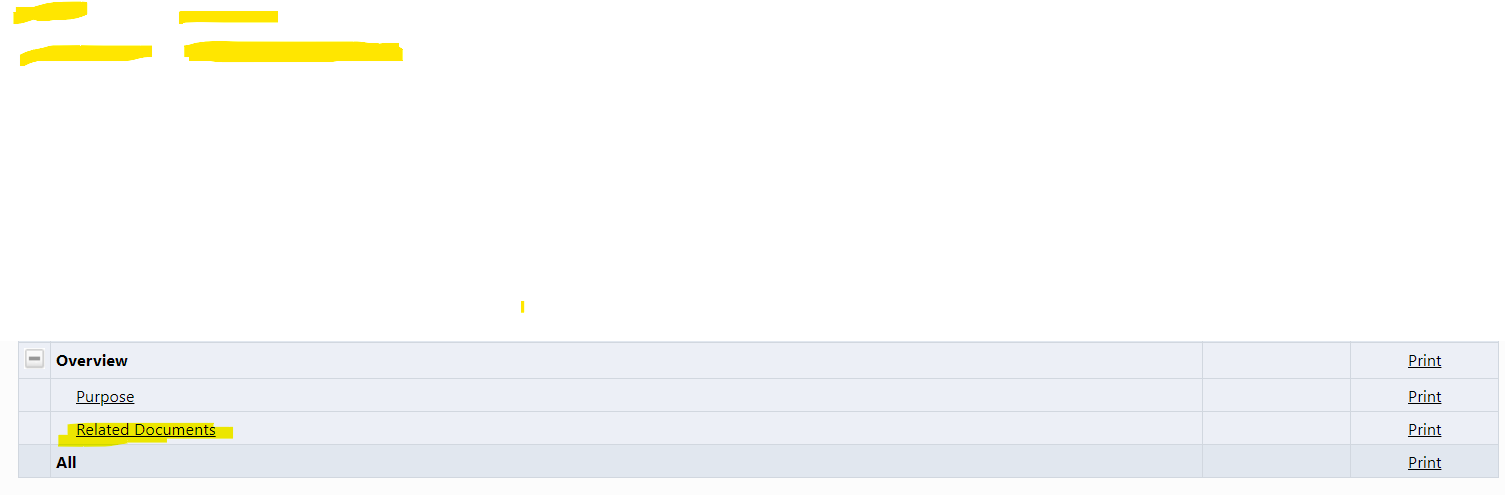 Overview Print
Purpose Print
Related Documents Print
All Print